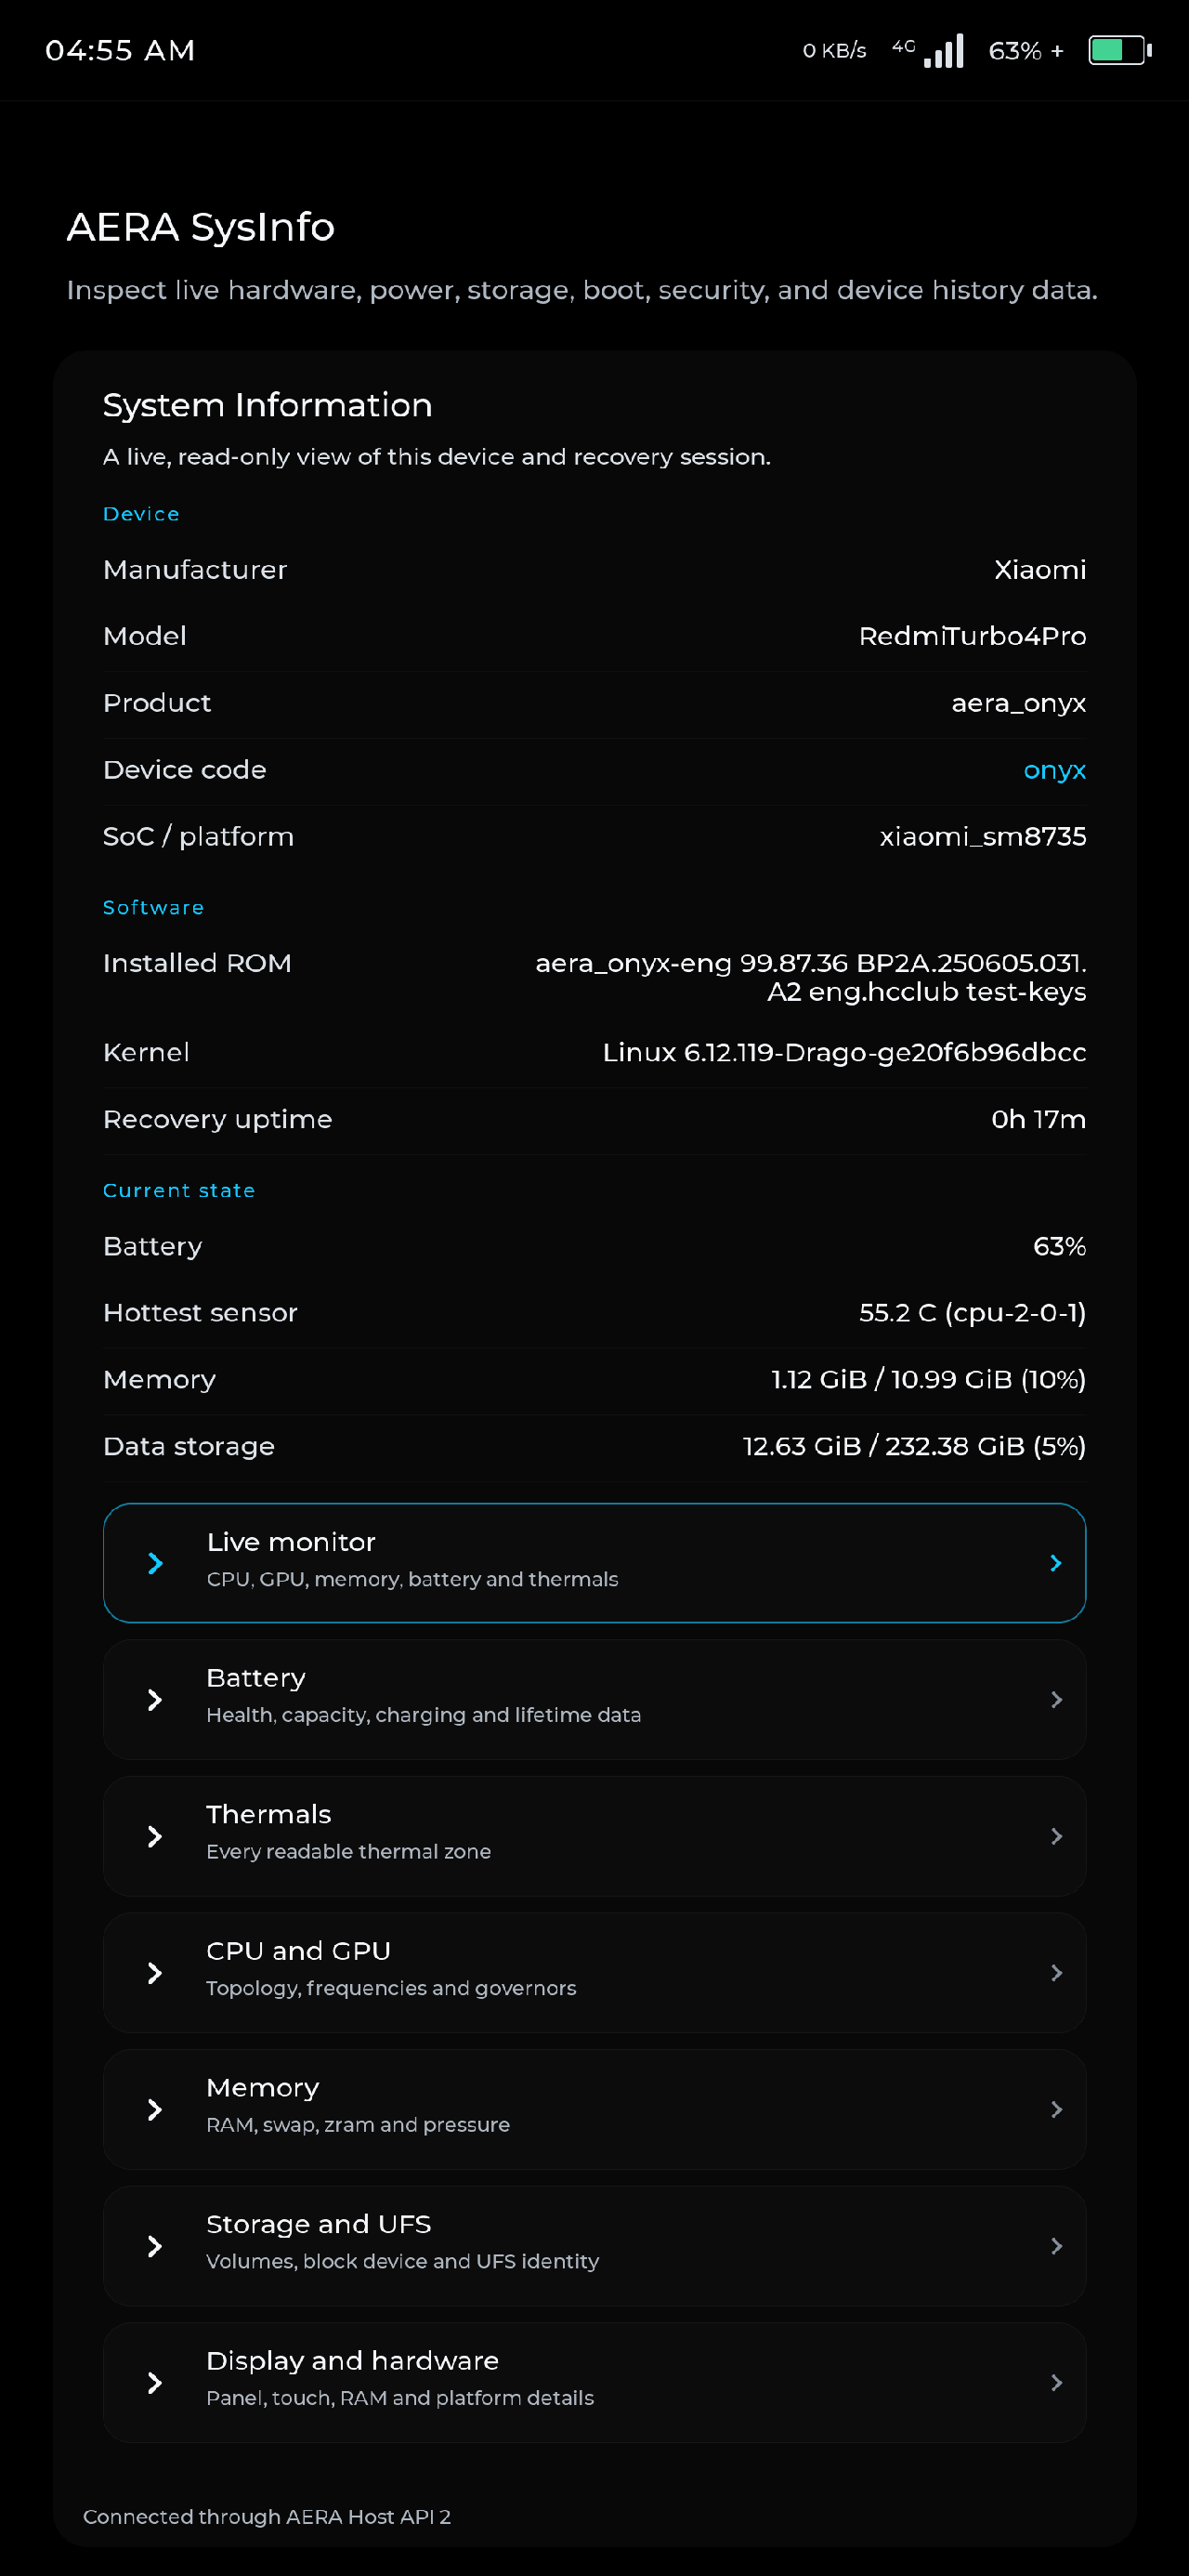 04:55 AM
0 KB/s 4G 63% +
AERA SysInfo
Inspect live hardware, power, storage, boot, security, and device history data.
System Information
A live, read-only view of this device and recovery session.
Device
Manufacturer Xiaomi
Model RedmiTurbo4Pro
Product aera_onyx
Device code onyx
SoC / platform xiaomi_sm8735
Software
Installed ROM aera_onyx-eng 99.87.36 BP2A.250605.031.
A2 eng.hcclub test-keys
Kernel Linux 6.12.119-Drago-ge20f6b96dbcc
Recovery uptime 0h 17m
Current state
Battery 63%
Hottest sensor 55.2 C (cpu-2-0-1)
Memory 1.12 GiB / 10.99 GiB (10%)
Data storage 12.63 GiB / 232.38 GiB (5%)
Live monitor
CPU, GPU, memory, battery and thermals
Battery
Health, capacity, charging and lifetime data
Thermals
Every readable thermal zone
CPU and GPU
Topology, frequencies and governors
Memory
RAM, swap, zram and pressure
Storage and UFS
Volumes, block device and UFS identity
Display and hardware
Panel, touch, RAM and platform details
Connected through AERA Host API 2